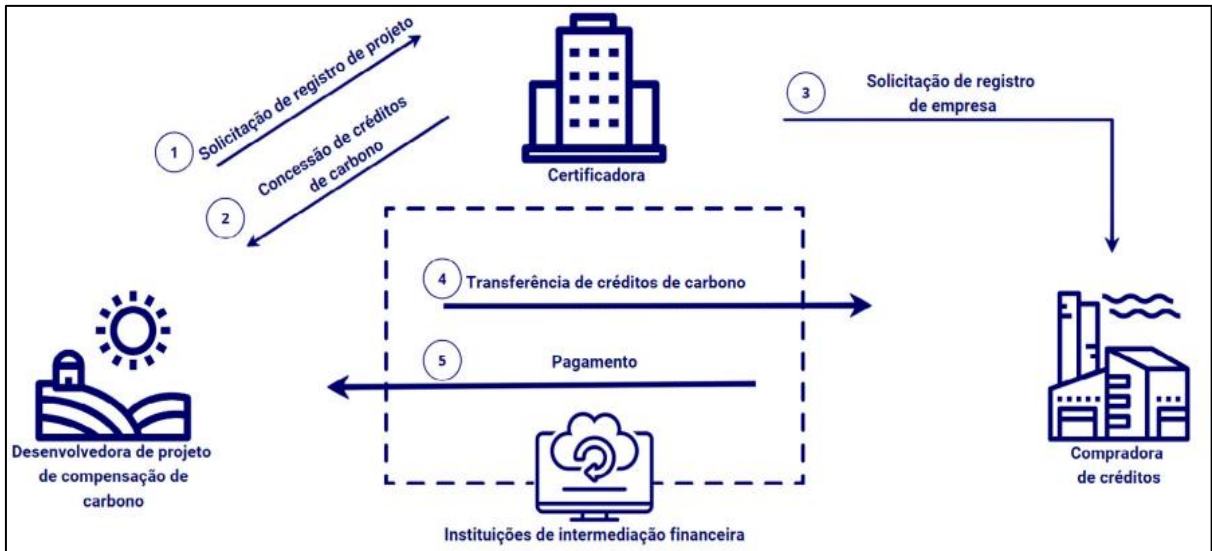 1
Solicitação de registro de projeto
2
Concessão de créditos
de carbono
Certificadora
3
Solicitação de registro
de empresa
4
Transferência de créditos de carbono
5
Pagamento
Desenvolvedora de projeto
de compensação de
carbono
Instituições de intermediação financeira
Compradora
de créditos